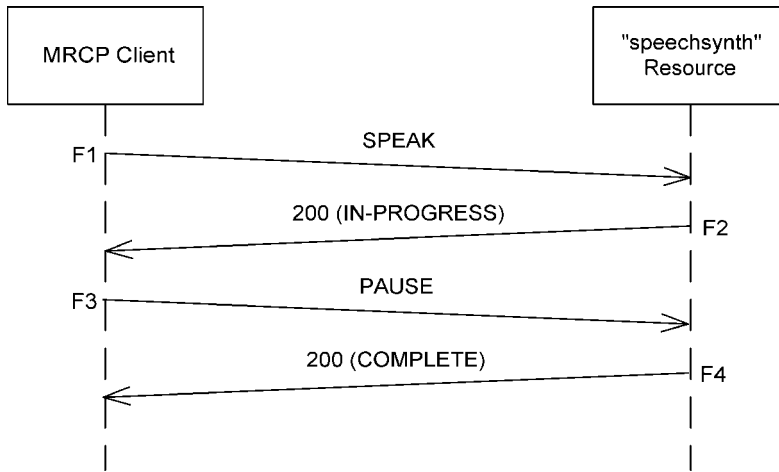 MRCP Client
"speechsynth"
Resource
SPEAK
F1
200 (IN-PROGRESS)
F2
PAUSE
F3
200 (COMPLETE)
F4